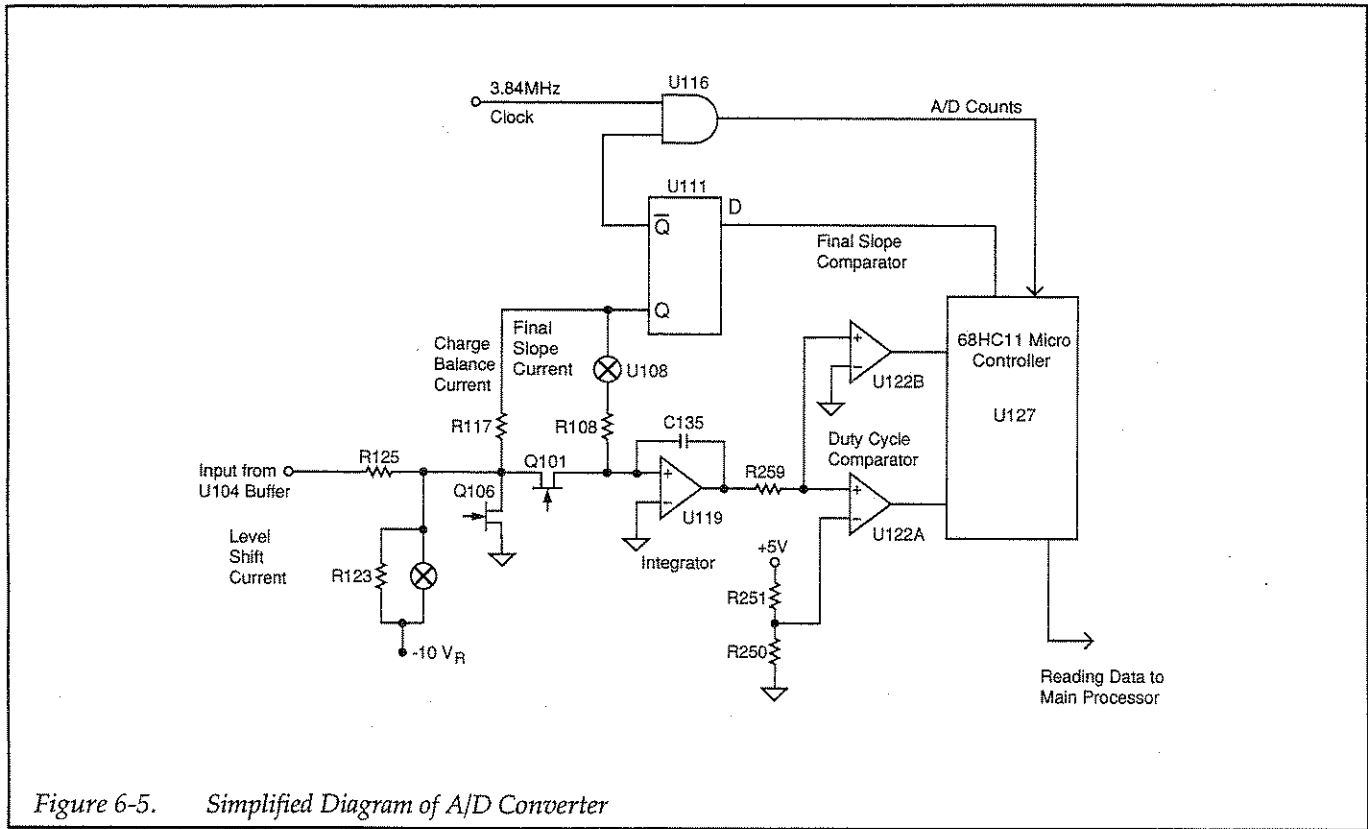 U116
3.84MHz
Clock
A/D Counts
U111
D
Q̅
Final Slope
Comparator
Q
Final
Slope
Current
Charge
Balance
Current
U108
68HC11 Micro
Controller
U127
U122B
R117
R108
C135
Duty Cycle
Comparator
R125
Input from
U104 Buffer
Q101
+
−
U119
R259
+
−
+
−
U122A
Q106
Integrator
Level
Shift
Current
R123
+5V
R251
R250
-10 VR
Reading Data to
Main Processor
Figure 6-5. Simplified Diagram of A/D Converter